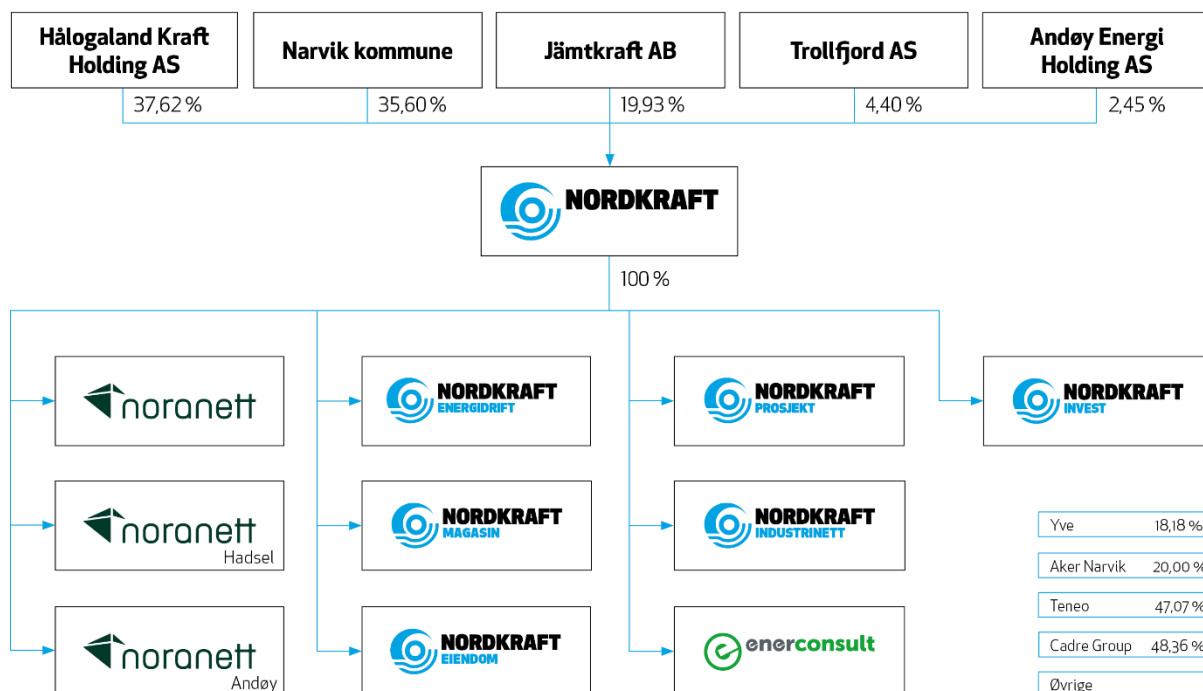 Hålogaland Kraft
Holding AS
Narvik kommune
Jämtkraft AB
Trollfjord AS
Andøy Energi
Holding AS
37,62 %
35,60 %
19,93 %
4,40 %
2,45 %
NORDKRAFT
100 %
noranett
NORDKRAFT
ENERGIDRIFT
NORDKRAFT
PROSJEKT
NORDKRAFT
INVEST
noranett
Hadsel
NORDKRAFT
MAGASIN
NORDKRAFT
INDUSTRINETT
noranett
Andøy
NORDKRAFT
EIENDOM
enerconsult
Yve 18,18 %
Aker Narvik 20,00 %
Teneo 47,07 %
Cadre Group 48,36 %
Øvrige